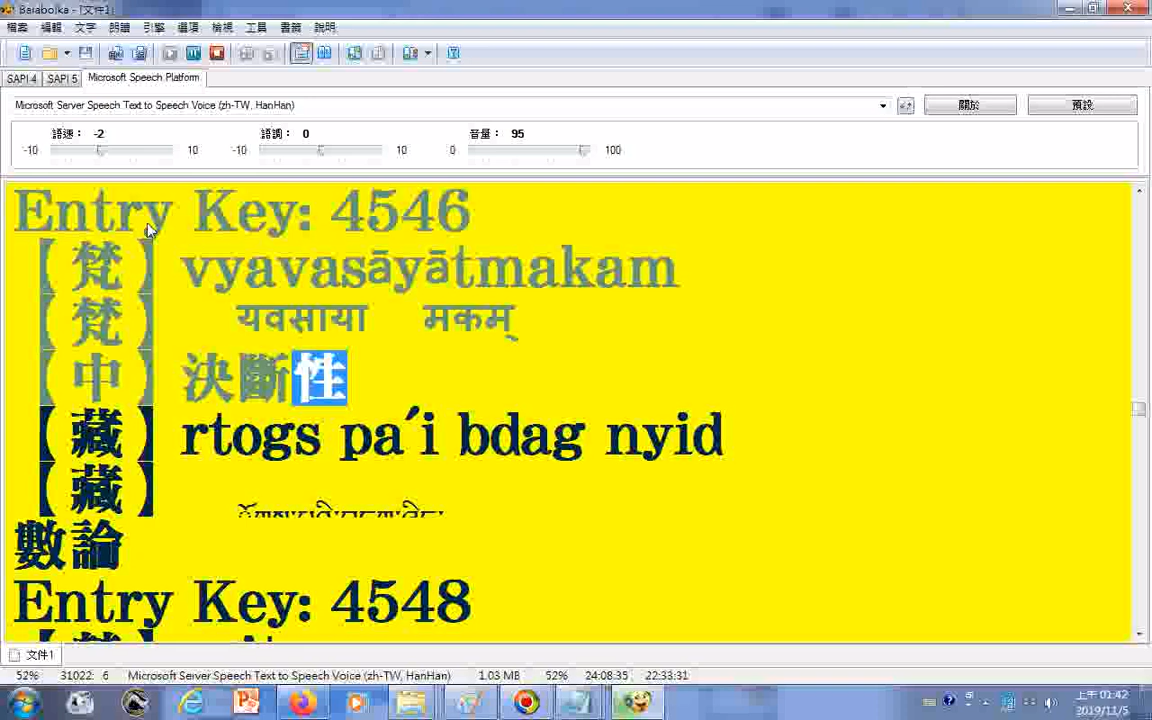 Balabolka - [文件1]
檔案 編輯 文字 朗讀 引擎 選項 檢視 工具 書籤 說明
SAPI 4 SAPI 5 Microsoft Speech Platform
Microsoft Server Speech Text to Speech Voice (zh-TW, HanHan) 關於 預設
語速： -2 語調： 0 音量： 95
-10 10 -10 10 0 100
Entry Key: 4546
【梵】 vyavasāyātmakam
【梵】 यवसाया मकम्
【中】 決斷性
【藏】 rtogs pa'i bdag nyid
【藏】
數論
Entry Key: 4548
文件1
52% 31022: 6 Microsoft Server Speech Text to Speech Voice (zh-TW, HanHan) 1.03 MB 52% 24:08:35 22:33:31
上午 01:42
2019/11/5